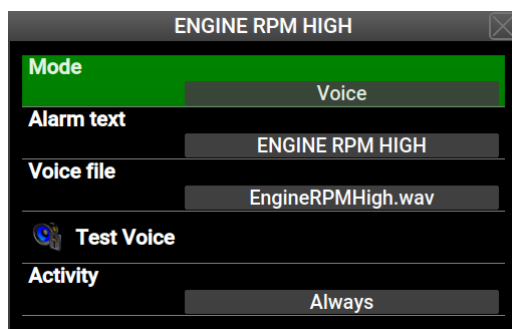 ENGINE RPM HIGH
Mode
Voice
Alarm text
ENGINE RPM HIGH
Voice file
EngineRPMHigh.wav
Test Voice
Activity
Always